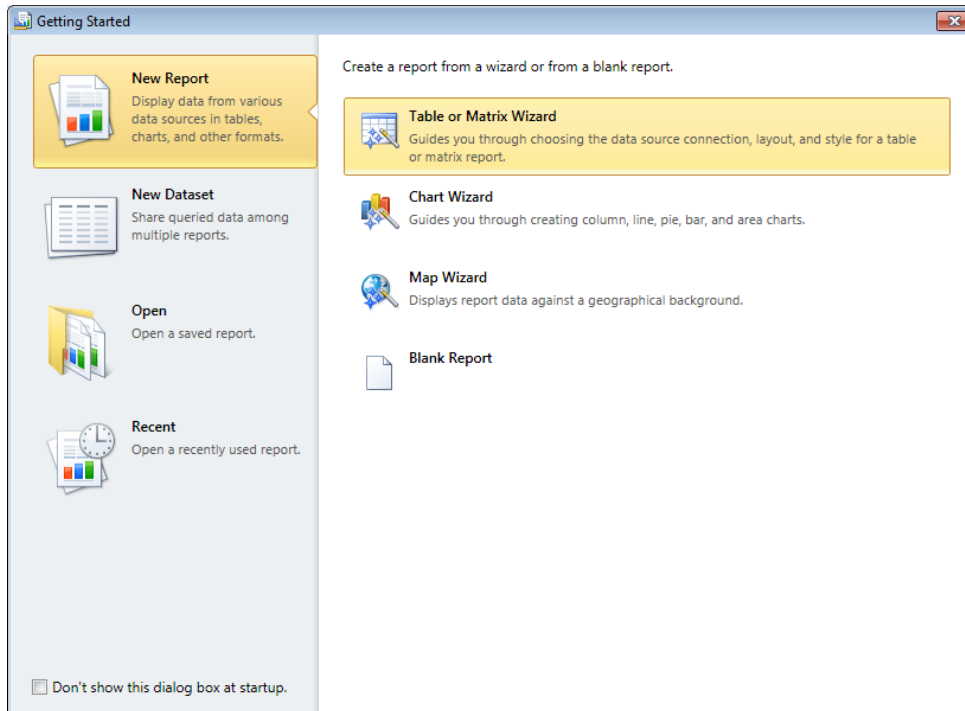 Getting Started
New Report
Display data from various
data sources in tables,
charts, and other formats.
New Dataset
Share queried data among
multiple reports.
Open
Open a saved report.
Recent
Open a recently used report.
Don't show this dialog box at startup.
Create a report from a wizard or from a blank report.
Table or Matrix Wizard
Guides you through choosing the data source connection, layout, and style for a table
or matrix report.
Chart Wizard
Guides you through creating column, line, pie, bar, and area charts.
Map Wizard
Displays report data against a geographical background.
Blank Report